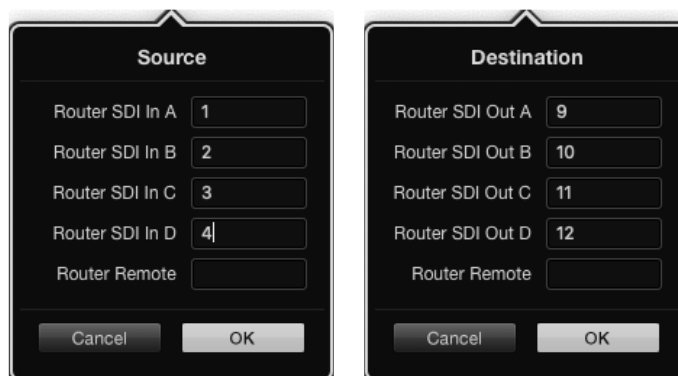 Source
Router SDI In A 1
Router SDI In B 2
Router SDI In C 3
Router SDI In D 4
Router Remote
Cancel OK
Destination
Router SDI Out A 9
Router SDI Out B 10
Router SDI Out C 11
Router SDI Out D 12
Router Remote
Cancel OK